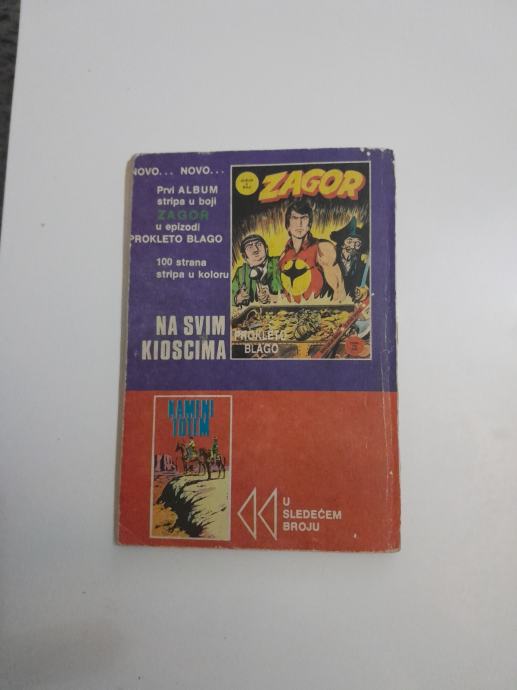 NOVO... NOVO...
Prvi ALBUM
stripa u boji
ZAGOR
u epizodi
PROKLETO BLAGO
100 strana
stripa u koloru
NA SVIM
KIOSCIMA
ZAGOR
PROKLETO
BLAGO
KAMENI
TOTEM
U
SLEDEĆEM
BROJU